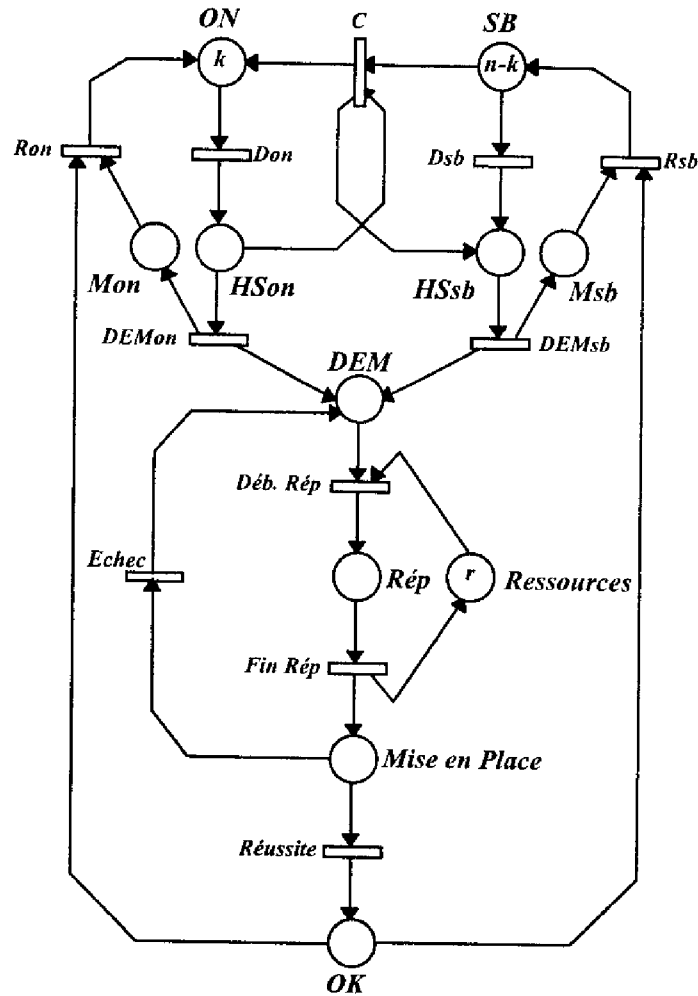 ON
C
SB
k
n-k
Ron
Don
Dsb
Rsb
Mon
HSon
HSsb
Msb
DEMon
DEMsb
DEM
Déb. Rép
Echec
Rép
r
Ressources
Fin Rép
Mise en Place
Réussite
OK